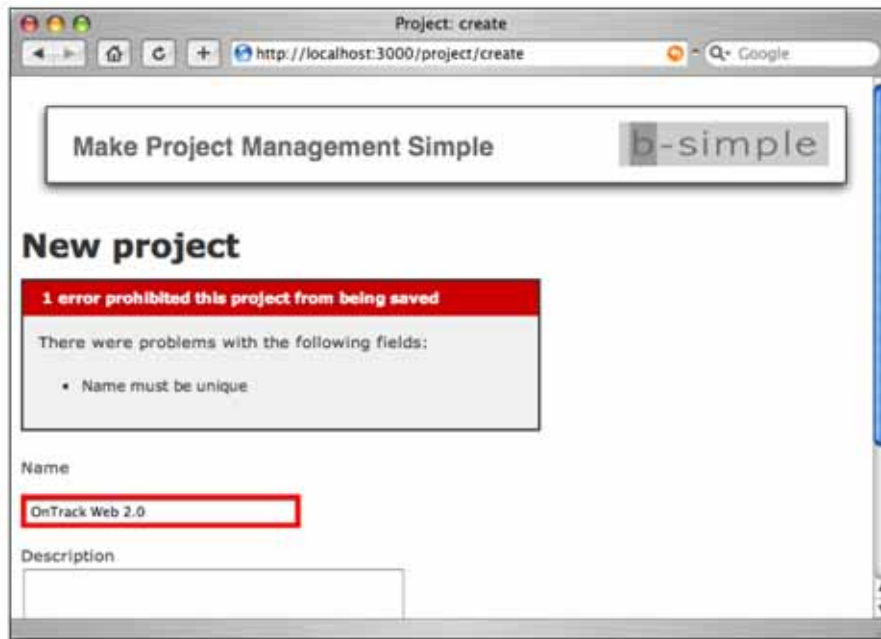 Project: create
http://localhost:3000/project/create
Google
Make Project Management Simple
b-simple
New project
1 error prohibited this project from being saved
There were problems with the following fields:
• Name must be unique
Name
OnTrack Web 2.0
Description